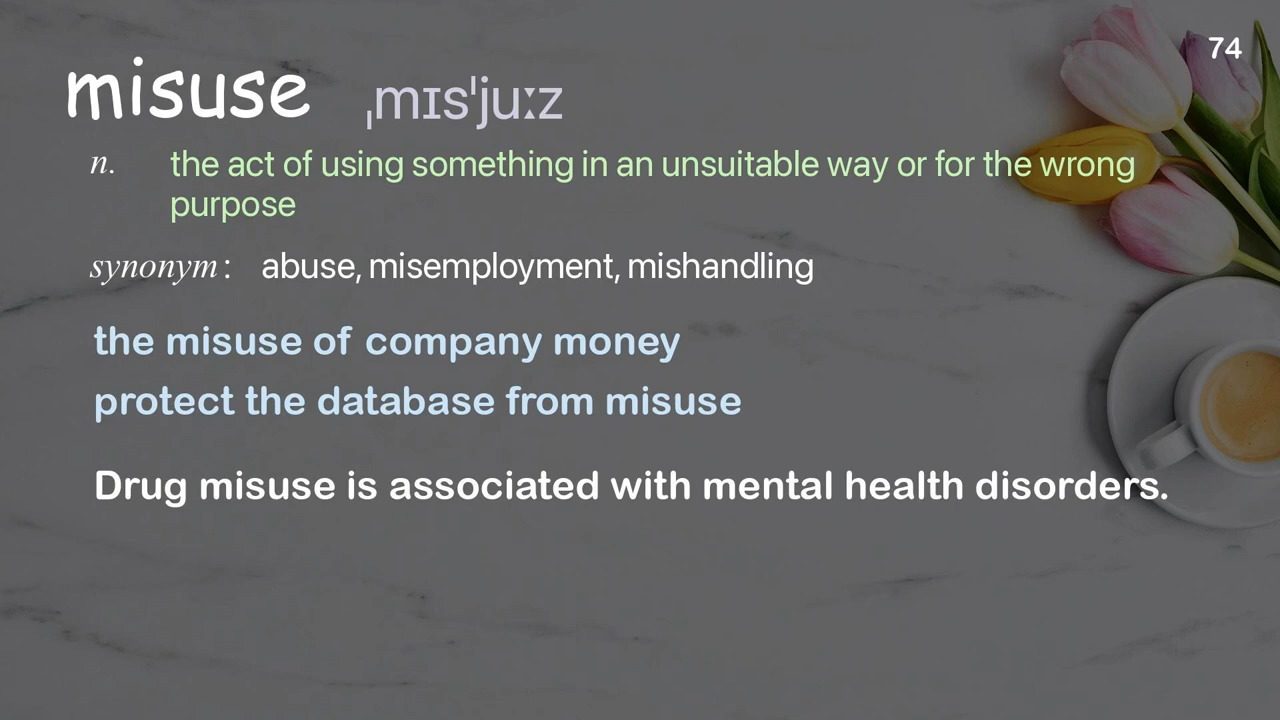 74
misuse ˌmɪsˈjuːz
n. the act of using something in an unsuitable way or for the wrong
purpose
synonym: abuse, misemployment, mishandling
the misuse of company money
protect the database from misuse
Drug misuse is associated with mental health disorders.